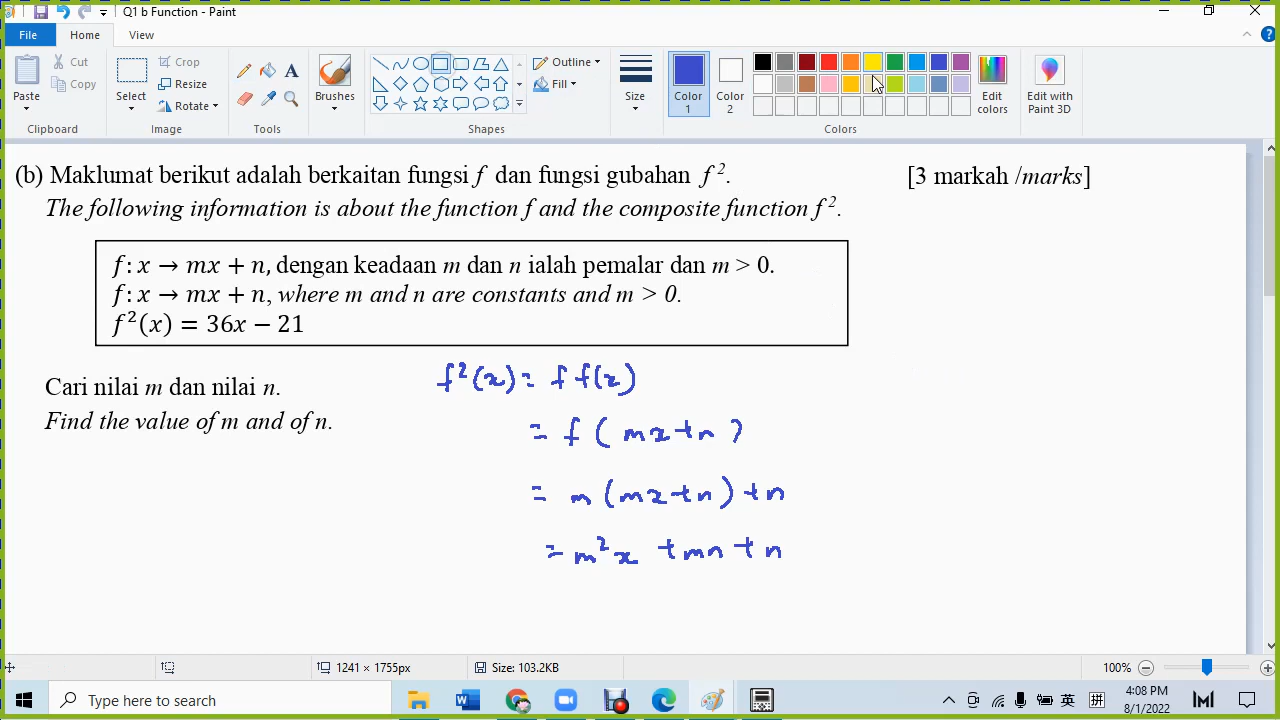 Q1 b Function - Paint
File Home View
Paste Cut Copy Clipboard
Select Crop Resize Rotate Image
Tools
Brushes
Outline Fill Shapes
Size
Color 1 Color 2 Edit colors Colors
Edit with Paint 3D
(b) Maklumat berikut adalah berkaitan fungsi f dan fungsi gubahan f². [3 markah /marks]
The following information is about the function f and the composite function f².
f: x → mx + n, dengan keadaan m dan n ialah pemalar dan m > 0.
f: x → mx + n, where m and n are constants and m > 0.
f²(x) = 36x − 21
Cari nilai m dan nilai n.
Find the value of m and of n.
f²(x) = f f(x)
= f (mx+n)
= m(mx+n)+n
= m²x +mn+n
1241 × 1755px Size: 103.2KB 100%
Type here to search
英 拼 4:08 PM
8/1/2022